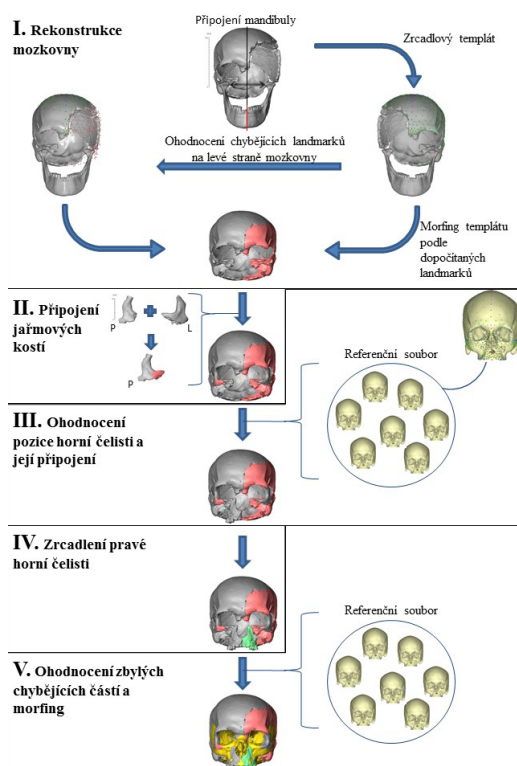 I. Rekonstrukce
mozkovny
Připojení mandibuly
Zrcadlový templát
Ohodnocení chybějících landmarků
na levé straně mozkovny
Morfing templátu
podle
dopočítaných
landmarků
II. Připojení
jařmových
kostí
P
L
P
Referenční soubor
III. Ohodnocení
pozice horní čelisti a
její připojení
IV. Zrcadlení pravé
horní čelisti
Referenční soubor
V. Ohodnocení zbylých
chybějících částí a
morfing